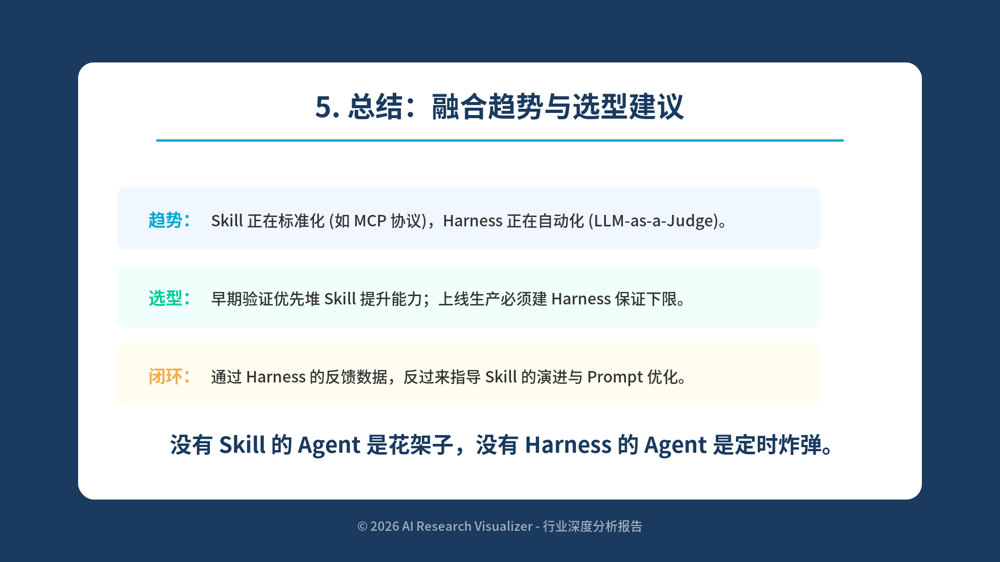 5. 总结：融合趋势与选型建议
趋势： Skill 正在标准化 (如 MCP 协议)，Harness 正在自动化 (LLM-as-a-Judge)。
选型： 早期验证优先堆 Skill 提升能力；上线生产必须建 Harness 保证下限。
闭环： 通过 Harness 的反馈数据，反过来指导 Skill 的演进与 Prompt 优化。
没有 Skill 的 Agent 是花架子，没有 Harness 的 Agent 是定时炸弹。
© 2026 AI Research Visualizer - 行业深度分析报告